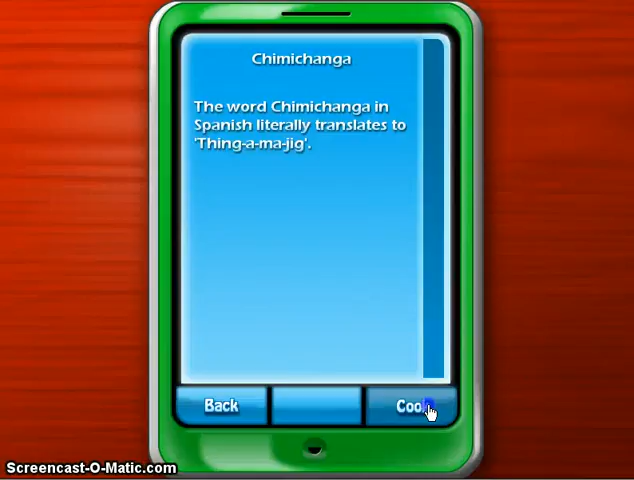 Chimichanga
The word Chimichanga in
Spanish literally translates to
'Thing-a-ma-jig'.
Back
Screencast-O-Matic.com